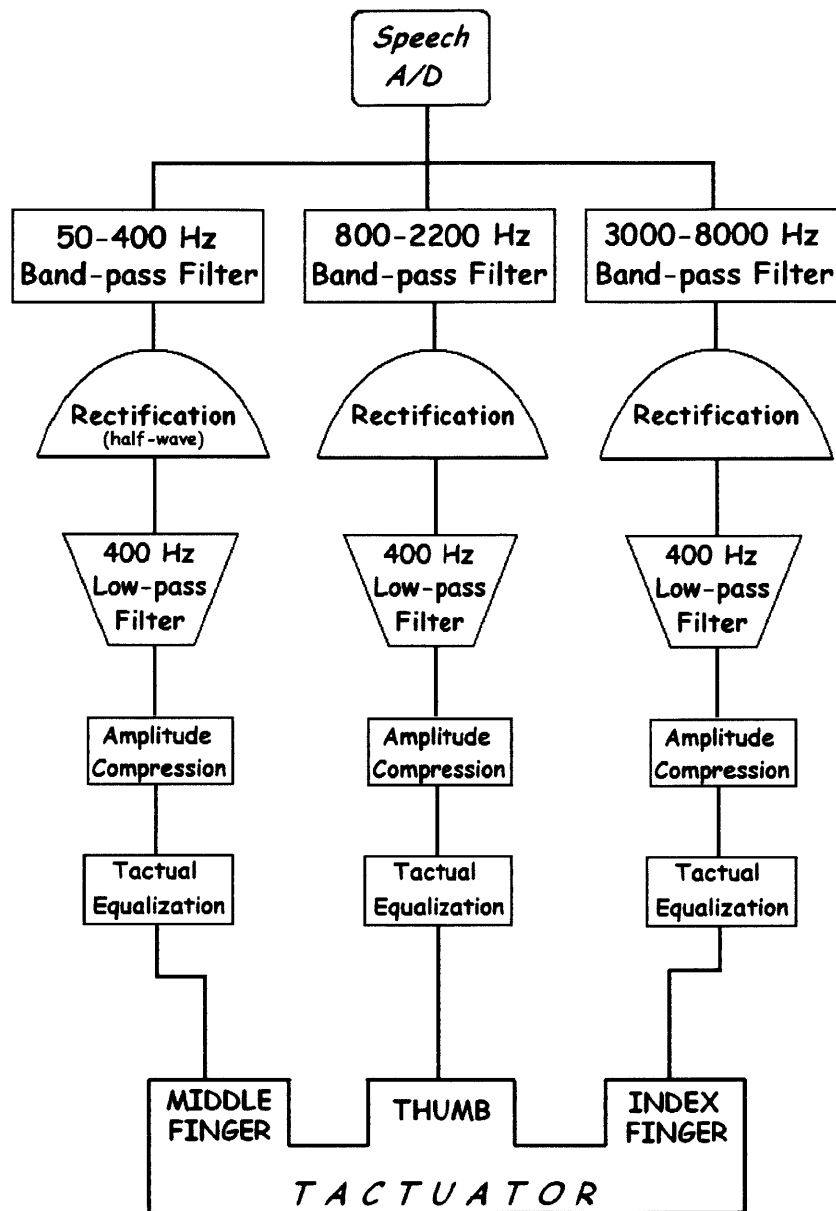 Speech
A/D
50-400 Hz
Band-pass Filter
800-2200 Hz
Band-pass Filter
3000-8000 Hz
Band-pass Filter
Rectification
(half-wave)
Rectification
Rectification
400 Hz
Low-pass
Filter
400 Hz
Low-pass
Filter
400 Hz
Low-pass
Filter
Amplitude
Compression
Amplitude
Compression
Amplitude
Compression
Tactual
Equalization
Tactual
Equalization
Tactual
Equalization
MIDDLE
FINGER
THUMB
INDEX
FINGER
TACTUATOR